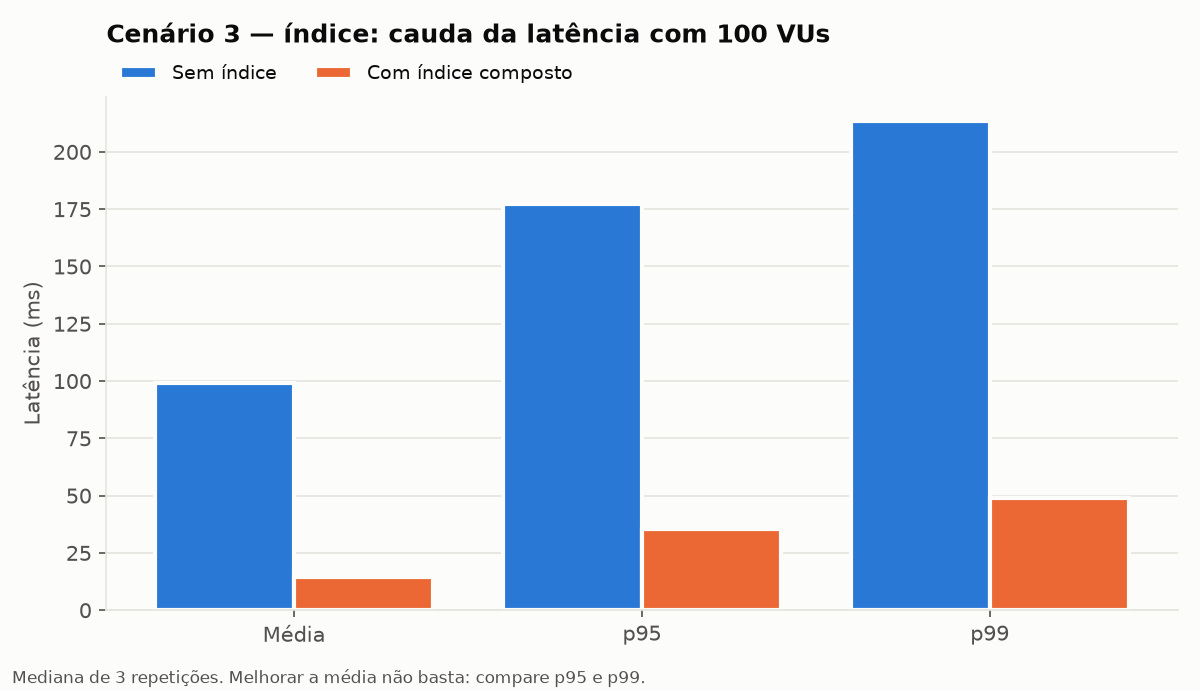 Cenário 3 — índice: cauda da latência com 100 VUs
Sem índice
Com índice composto
Latência (ms)
200
175
150
125
100
75
50
25
0
Média
p95
p99
Mediana de 3 repetições. Melhorar a média não basta: compare p95 e p99.